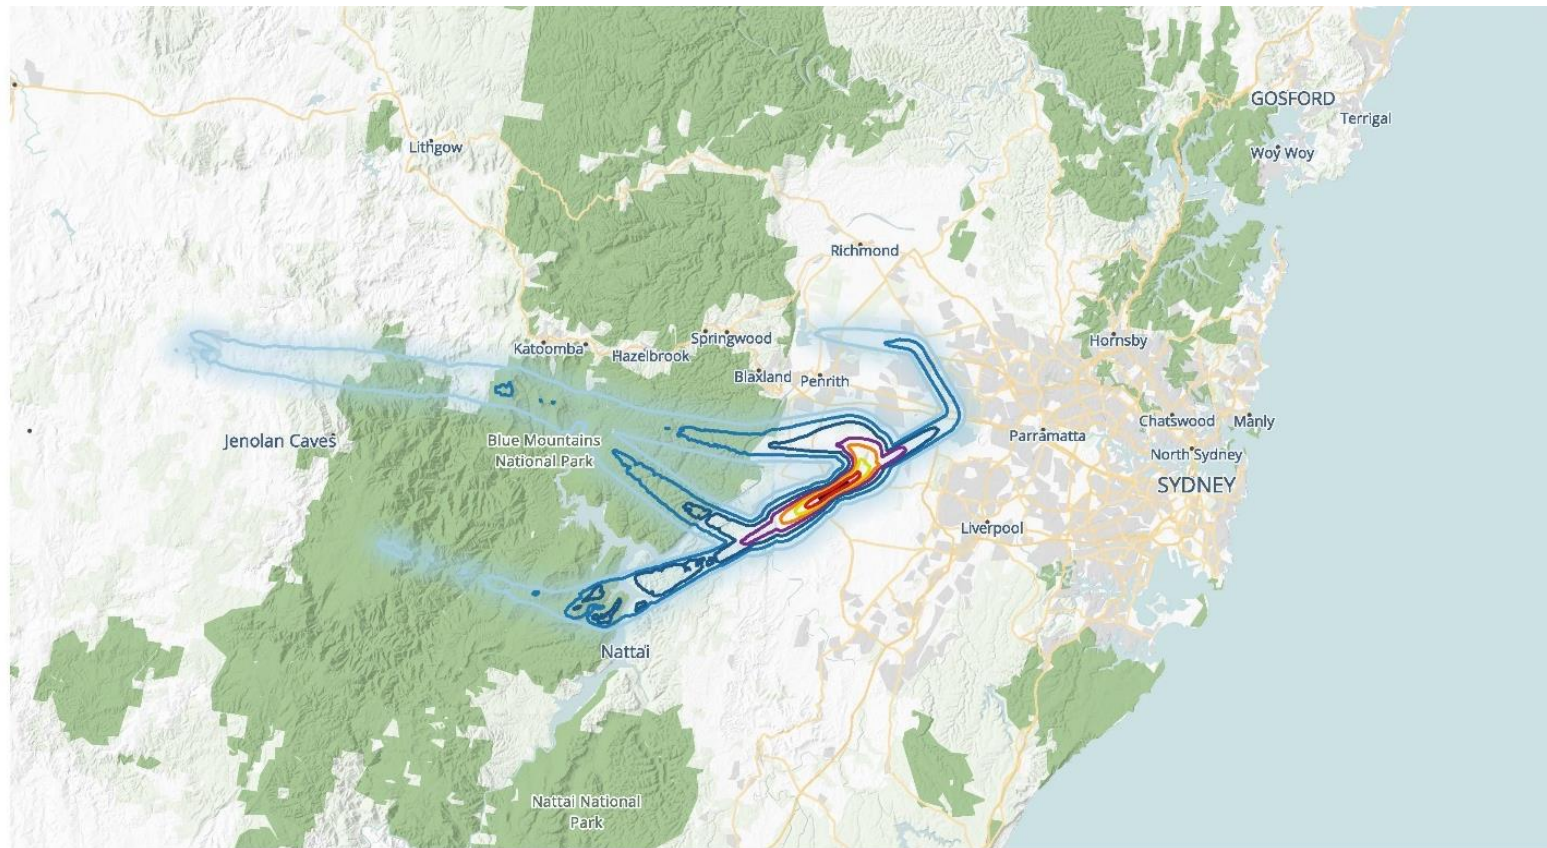 GOSFORD
Terrigal
Lithgow
Woy Woy
Richmond
Springwood
Hornsby
Katoomba
Hazelbrook
Blaxland
Penrith
Chatswood
Manly
Jenolan Caves
Blue Mountains
National Park
Parramatta
North Sydney
SYDNEY
Liverpool
Nattai
Nattai National
Park